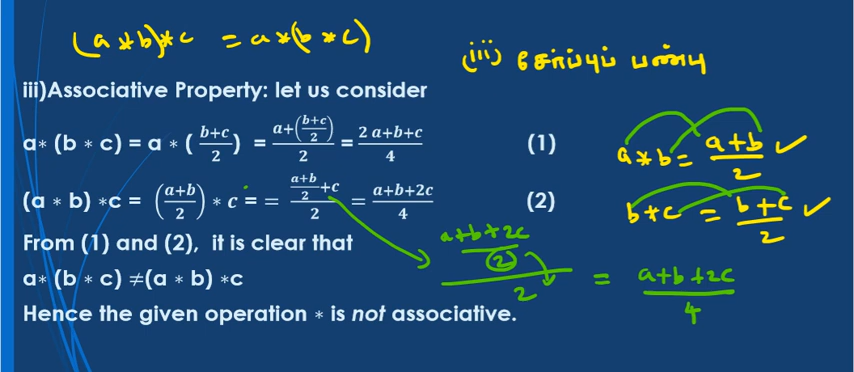 (a * b) * c = a * (b * c)
(iii) சேர்ப்புப் பண்பு
iii)Associative Property: let us consider
a∗ (b ∗ c) = a ∗ ( (b+c)/2 ) = (a+((b+c)/2))/2 = (2 a+b+c)/4 (1)
a * b = (a+b)/2 ✓
(a ∗ b) ∗c = ((a+b)/2) ∗ c = = ((a+b)/2 +c)/2 = (a+b+2c)/4 (2)
b * c = (b+c)/2 ✓
From (1) and (2), it is clear that
((a+b+2c)/(2))/2 = (a+b+2c)/4
a∗ (b ∗ c) ≠(a ∗ b) ∗c
Hence the given operation ∗ is not associative.